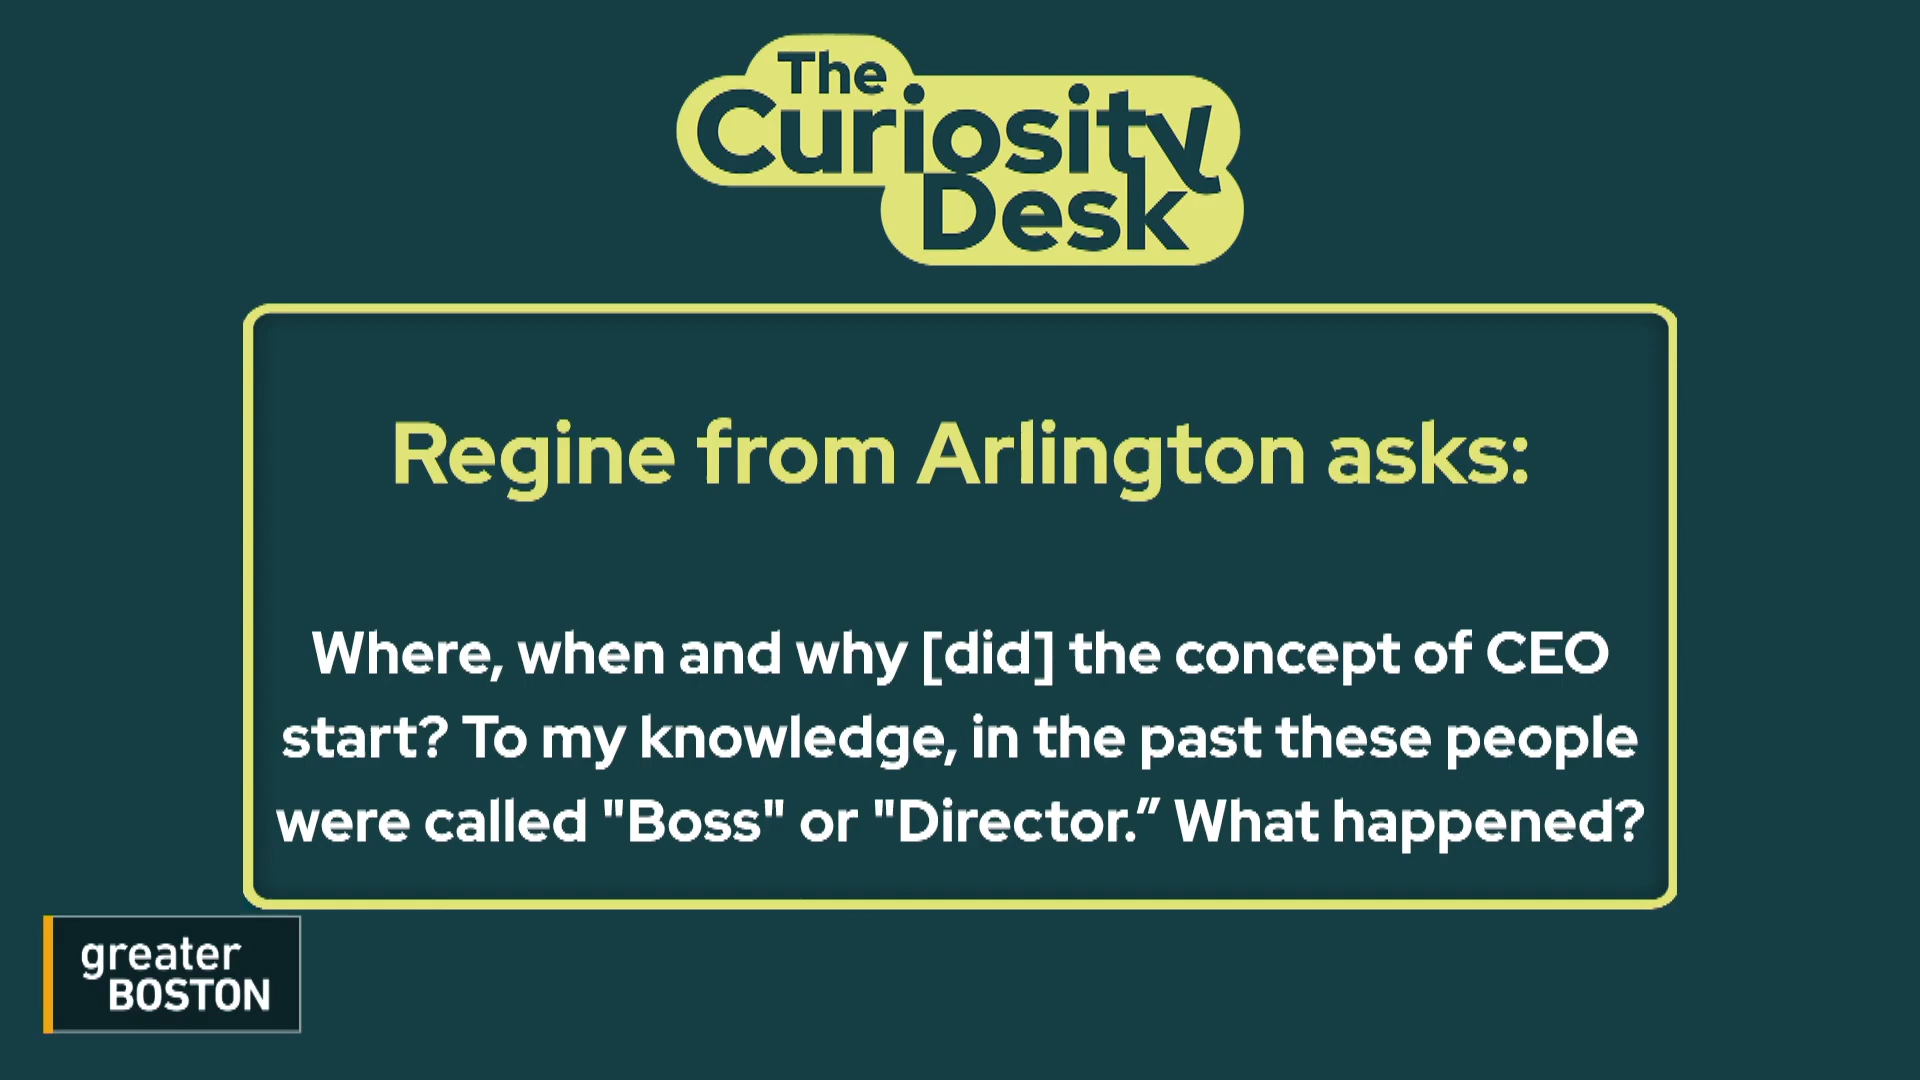 The
Curiosity
Desk
Regine from Arlington asks:
Where, when and why [did] the concept of CEO
start? To my knowledge, in the past these people
were called "Boss" or "Director.” What happened?
greater
BOSTON